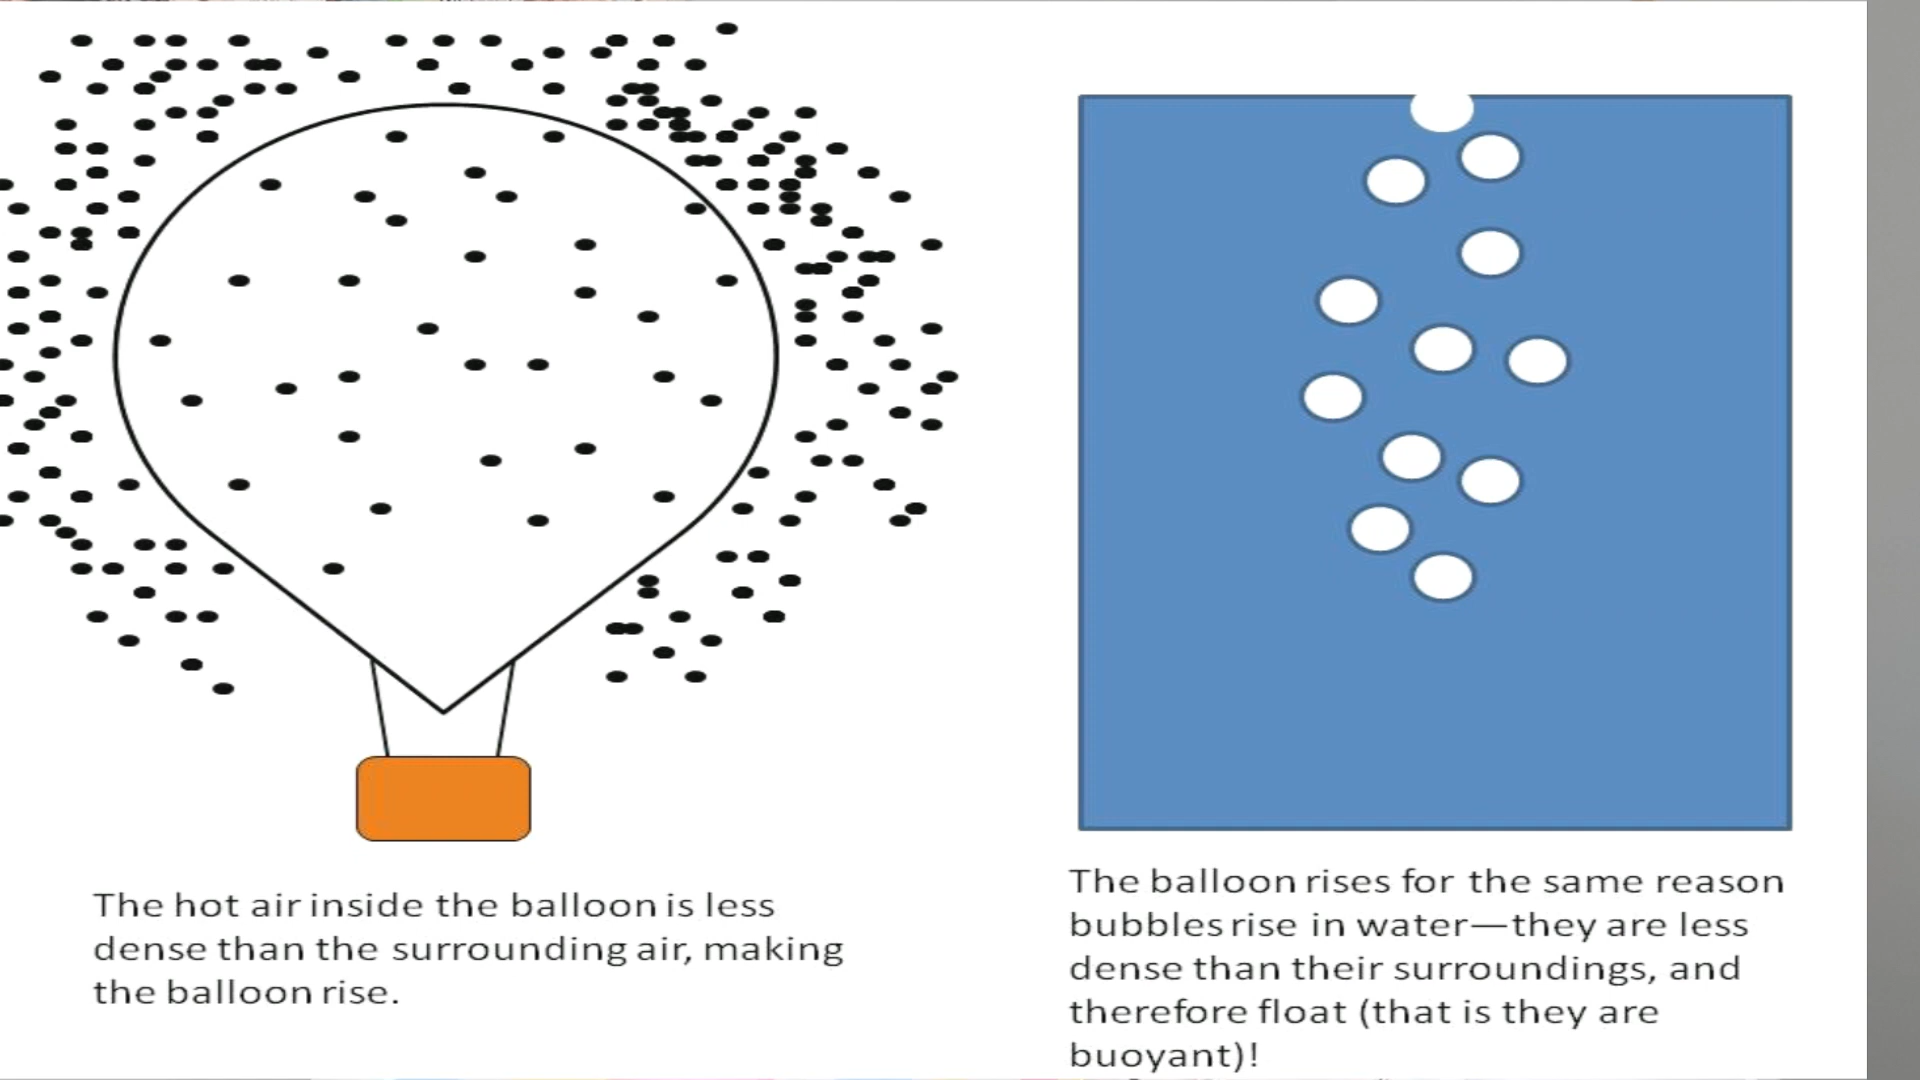 The hot air inside the balloon is less
dense than the surrounding air, making
the balloon rise.
The balloon rises for the same reason
bubbles rise in water—they are less
dense than their surroundings, and
therefore float (that is they are
buoyant)!